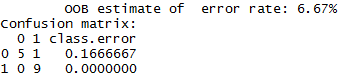 OOB estimate of  error rate: 6.67%
Confusion matrix:
  0 1 class.error
0 5 1   0.1666667
1 0 9   0.0000000